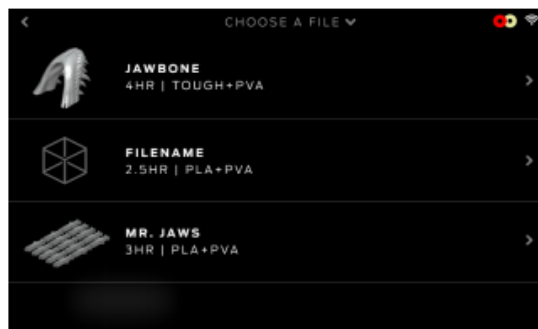 CHOOSE A FILE
JAWBONE
4HR | TOUGH+PVA
FILENAME
2.5HR | PLA+PVA
MR. JAWS
3HR | PLA+PVA